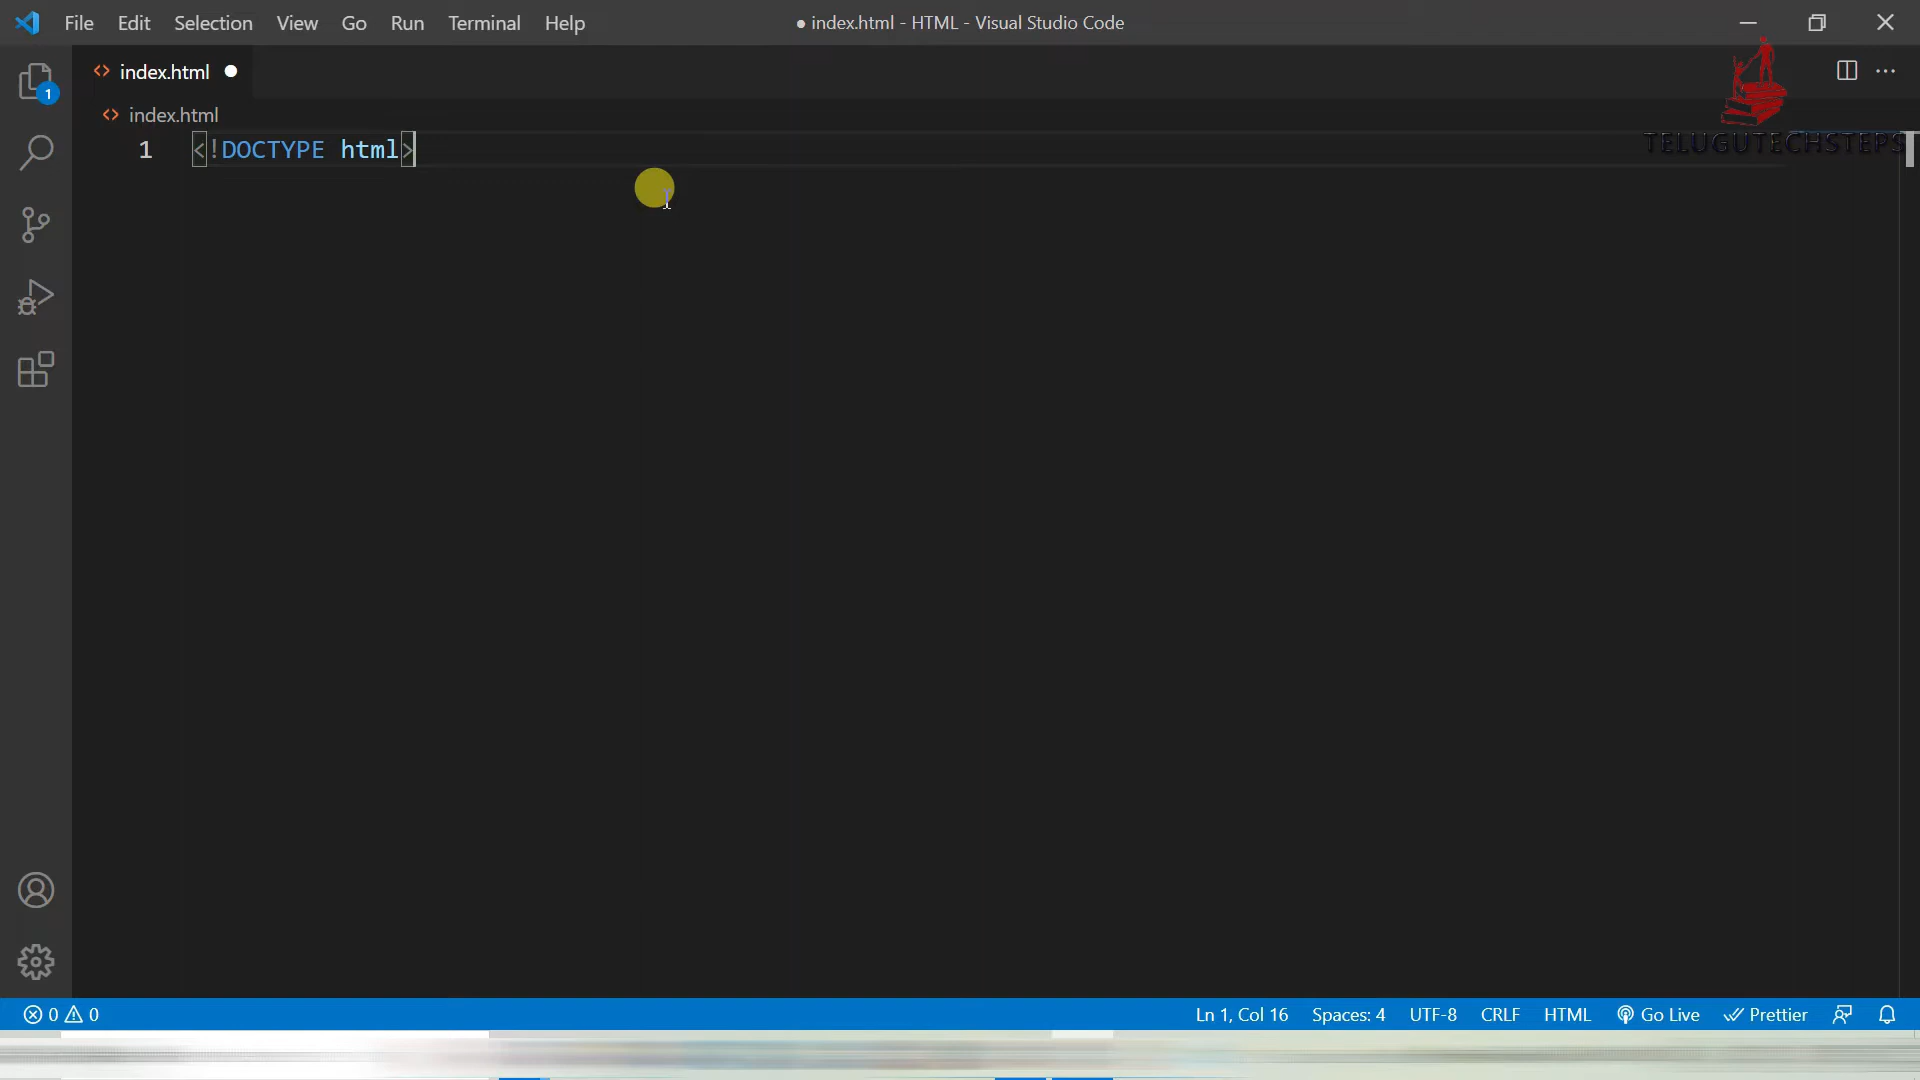 File Edit Selection View Go Run Terminal Help ● index.html - HTML - Visual Studio Code
<> index.html ●
<> index.html
TELUGUTECHSTEPS
1 <!DOCTYPE html>
1
0 0 Ln 1, Col 16 Spaces: 4 UTF-8 CRLF HTML Go Live Prettier